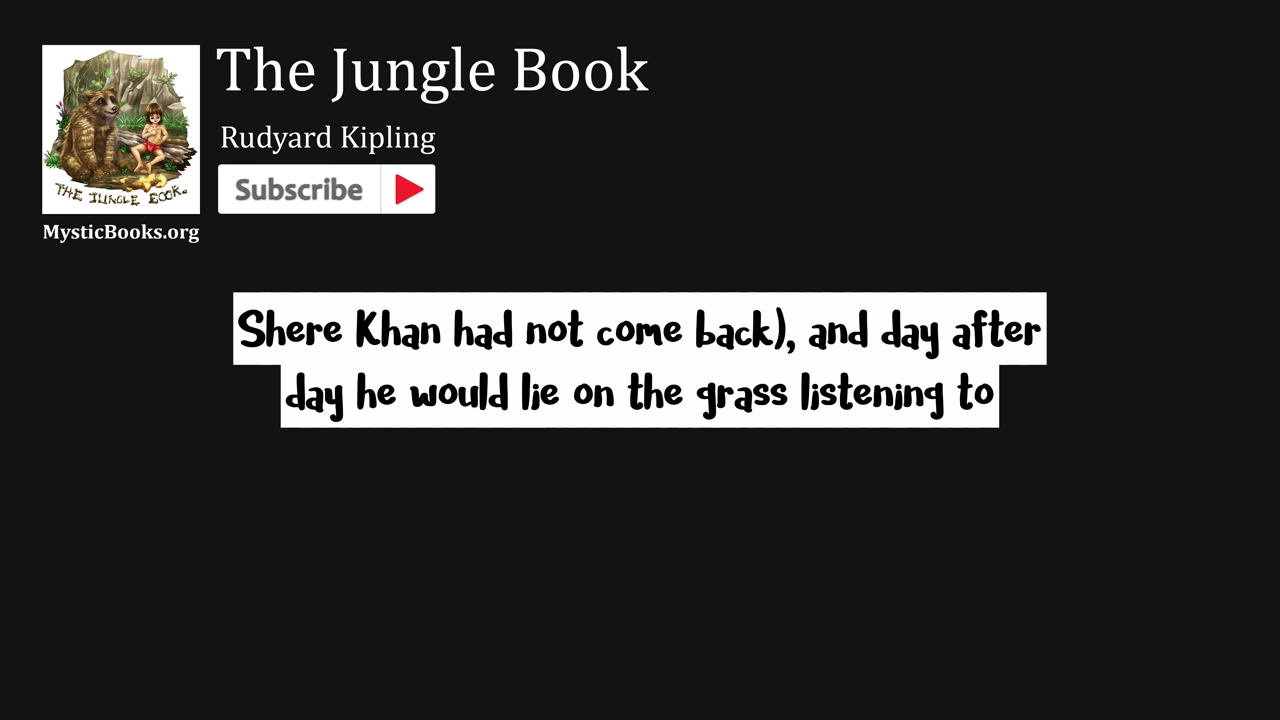 The Jungle Book
Rudyard Kipling
Subscribe
THE JUNGLE BOOK.
MysticBooks.org
Shere Khan had not come back), and day after
day he would lie on the grass listening to